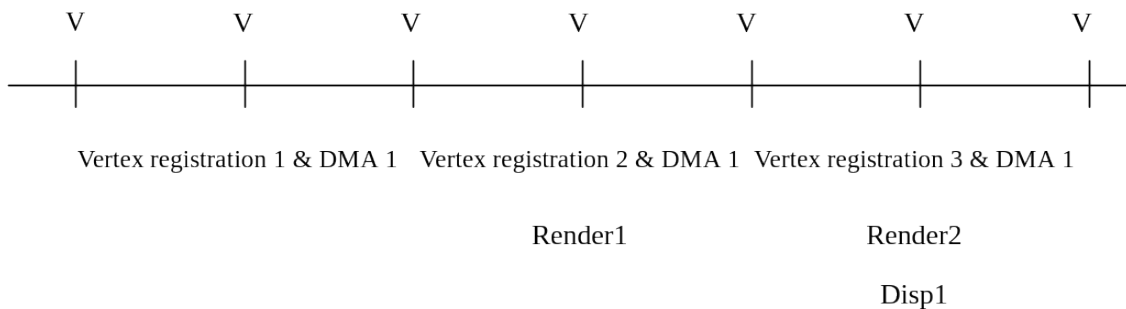 V V V V V V V
Vertex registration 1 & DMA 1 Vertex registration 2 & DMA 1 Vertex registration 3 & DMA 1
Render1 Render2
Disp1